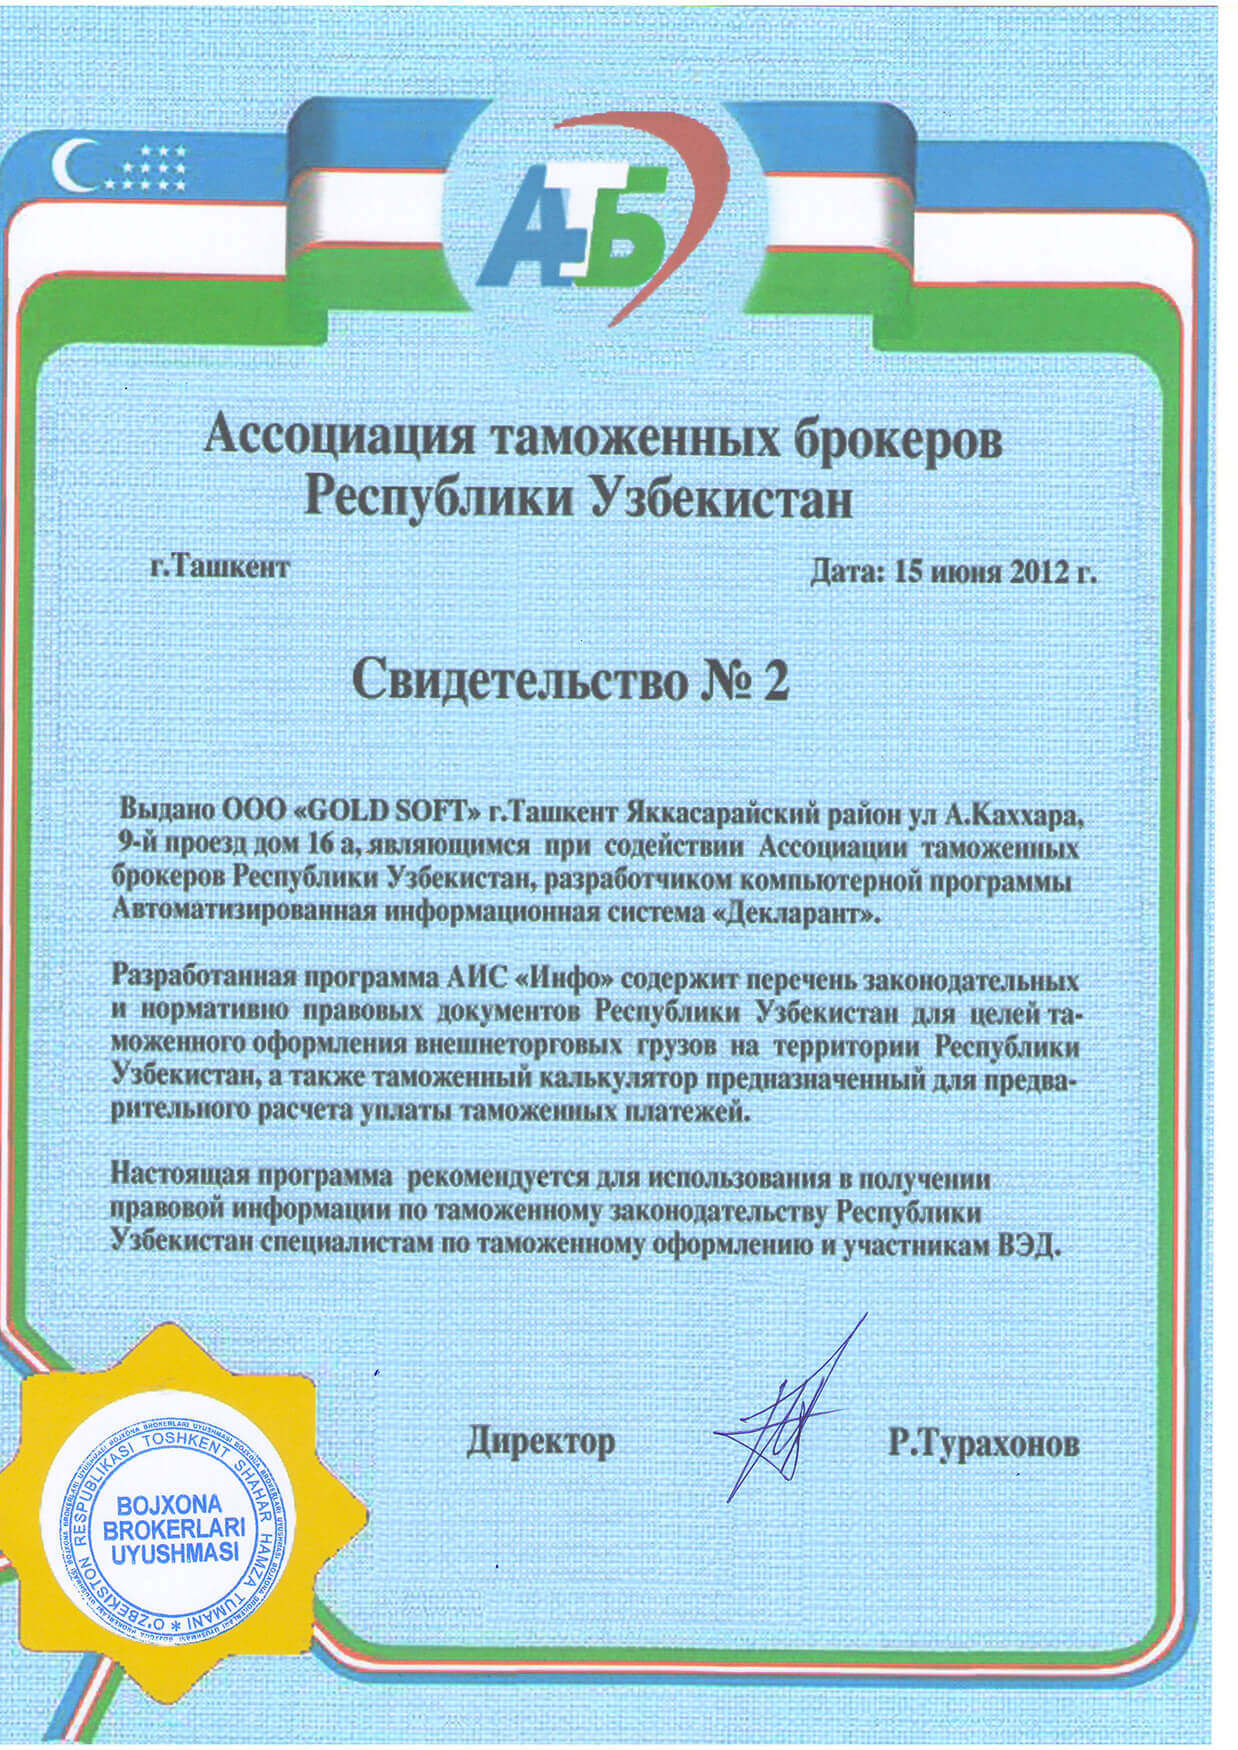 АТБ
Ассоциация таможенных брокеров
Республики Узбекистан
г.Ташкент
Дата: 15 июня 2012 г.
Свидетельство № 2
Выдано ООО «GOLD SOFT» г.Ташкент Яккасарайский район ул А.Каххара,
9-й проезд дом 16 а, являющимся при содействии Ассоциации таможенных
брокеров Республики Узбекистан, разработчиком компьютерной программы
Автоматизированная информационная система «Декларант».
Разработанная программа АИС «Инфо» содержит перечень законодательных
и нормативно правовых документов Республики Узбекистан для целей та-
моженного оформления внешнеторговых грузов на территории Республики
Узбекистан, а также таможенный калькулятор предназначенный для предва-
рительного расчета уплаты таможенных платежей.
Настоящая программа рекомендуется для использования в получении
правовой информации по таможенному законодательству Республики
Узбекистан специалистам по таможенному оформлению и участникам ВЭД.
Директор
Р.Турахонов
O'ZBEKISTON RESPUBLIKASI TOSHKENT SHAHAR HAMZA TUMANI *
BOJXONA
BROKERLARI
UYUSHMASI